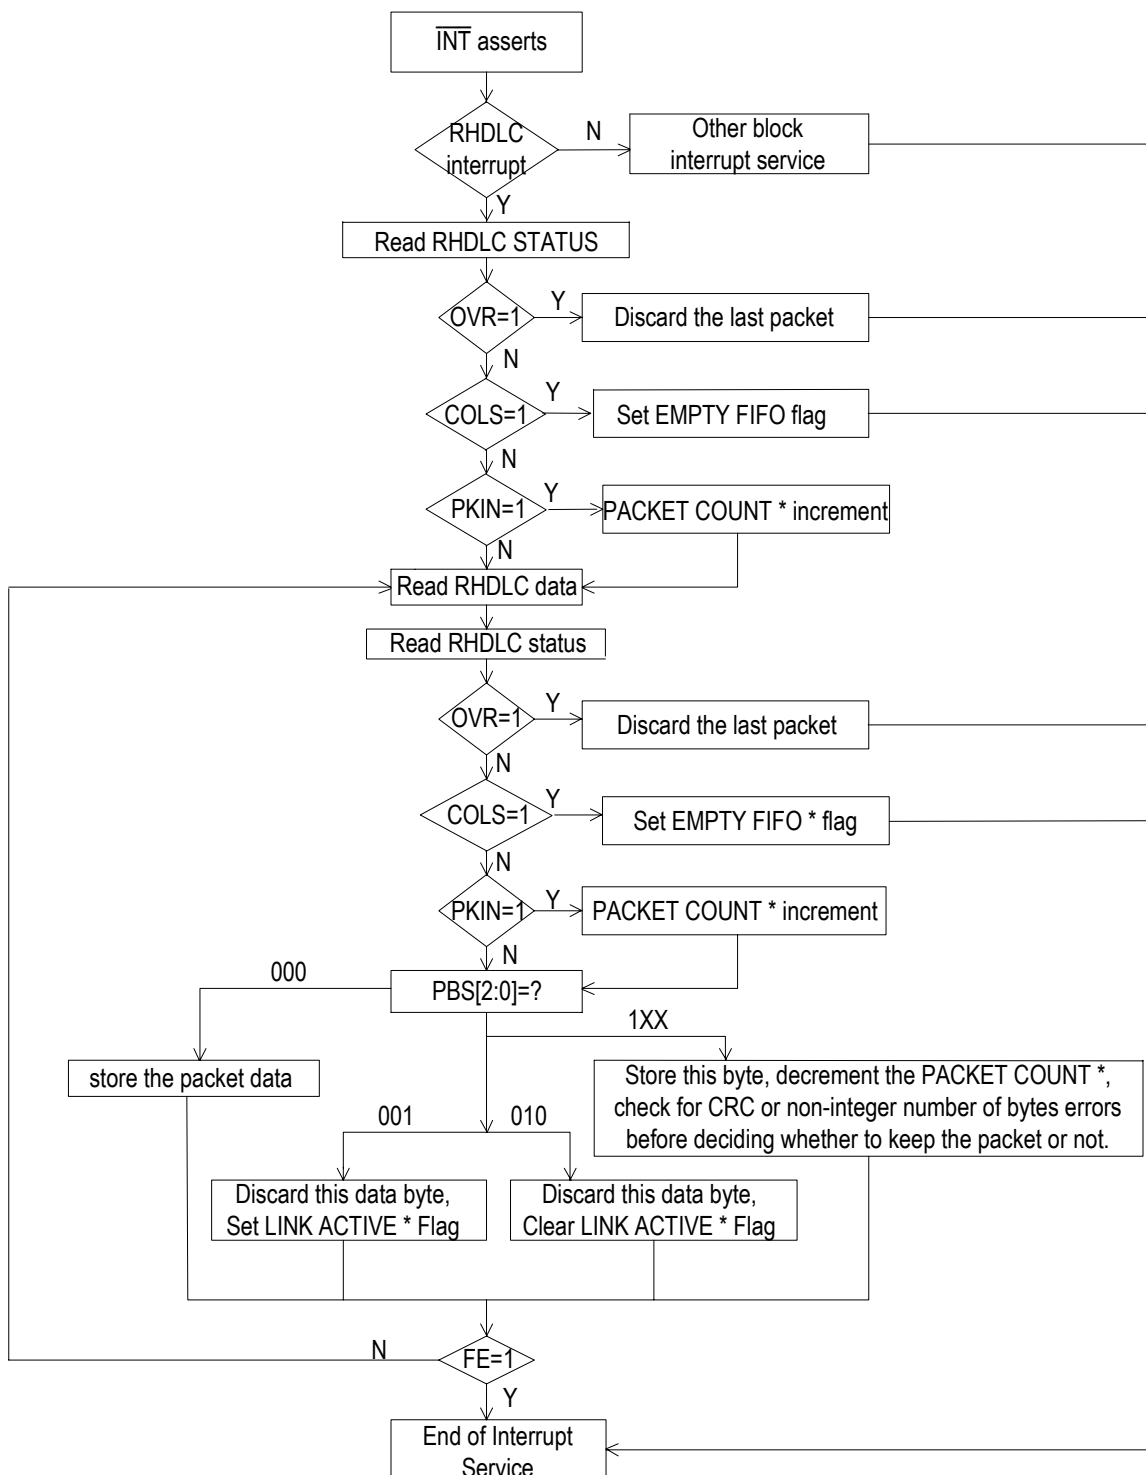 INT asserts
RHDLC
interrupt
N
Other block
interrupt service
Y
Read RHDLC STATUS
OVR=1
Y
Discard the last packet
N
COLS=1
Y
Set EMPTY FIFO flag
N
PKIN=1
Y
PACKET COUNT * increment
N
Read RHDLC data
Read RHDLC status
OVR=1
Y
Discard the last packet
N
COLS=1
Y
Set EMPTY FIFO * flag
N
PKIN=1
Y
PACKET COUNT * increment
N
000
PBS[2:0]=?
1XX
store the packet data
Store this byte, decrement the PACKET COUNT *,
check for CRC or non-integer number of bytes errors
before deciding whether to keep the packet or not.
001
010
Discard this data byte,
Set LINK ACTIVE * Flag
Discard this data byte,
Clear LINK ACTIVE * Flag
N
FE=1
Y
End of Interrupt
Service